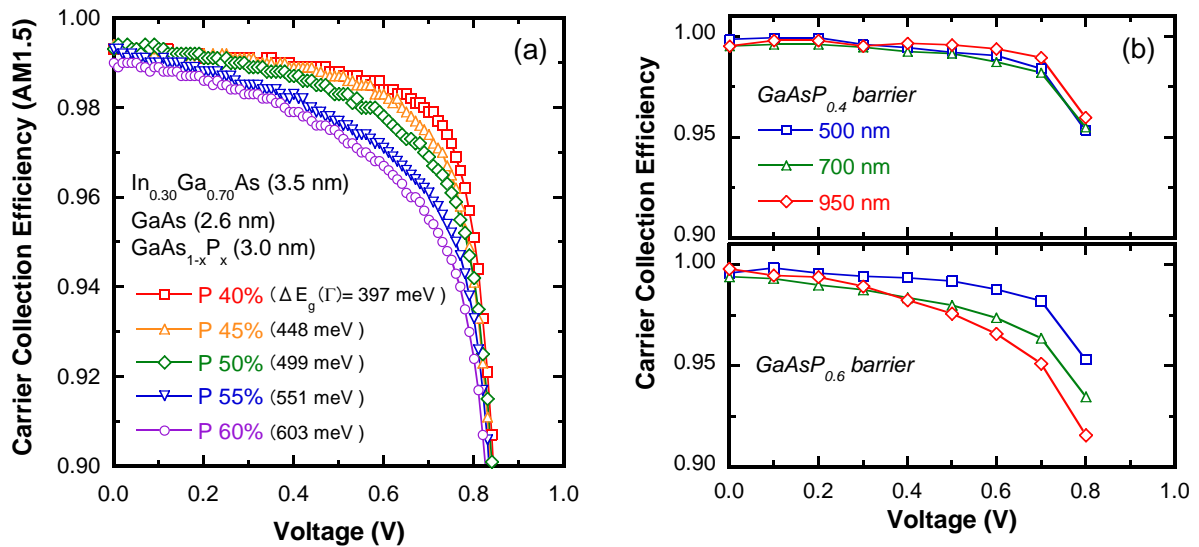 (a)
Carrier Collection Efficiency (AM1.5)
1.00
0.98
0.96
0.94
0.92
0.90
In0.30Ga0.70As (3.5 nm)
GaAs (2.6 nm)
GaAs1-xPx (3.0 nm)
P 40% (ΔEg(Γ)= 397 meV)
P 45% (448 meV)
P 50% (499 meV)
P 55% (551 meV)
P 60% (603 meV)
0.0 0.2 0.4 0.6 0.8 1.0
Voltage (V)
(b)
Carrier Collection Efficiency
1.00
0.95
0.90
GaAsP0.4 barrier
500 nm
700 nm
950 nm
Carrier Collection Efficiency
1.00
0.95
0.90
GaAsP0.6 barrier
0.0 0.2 0.4 0.6 0.8 1.0
Voltage (V)